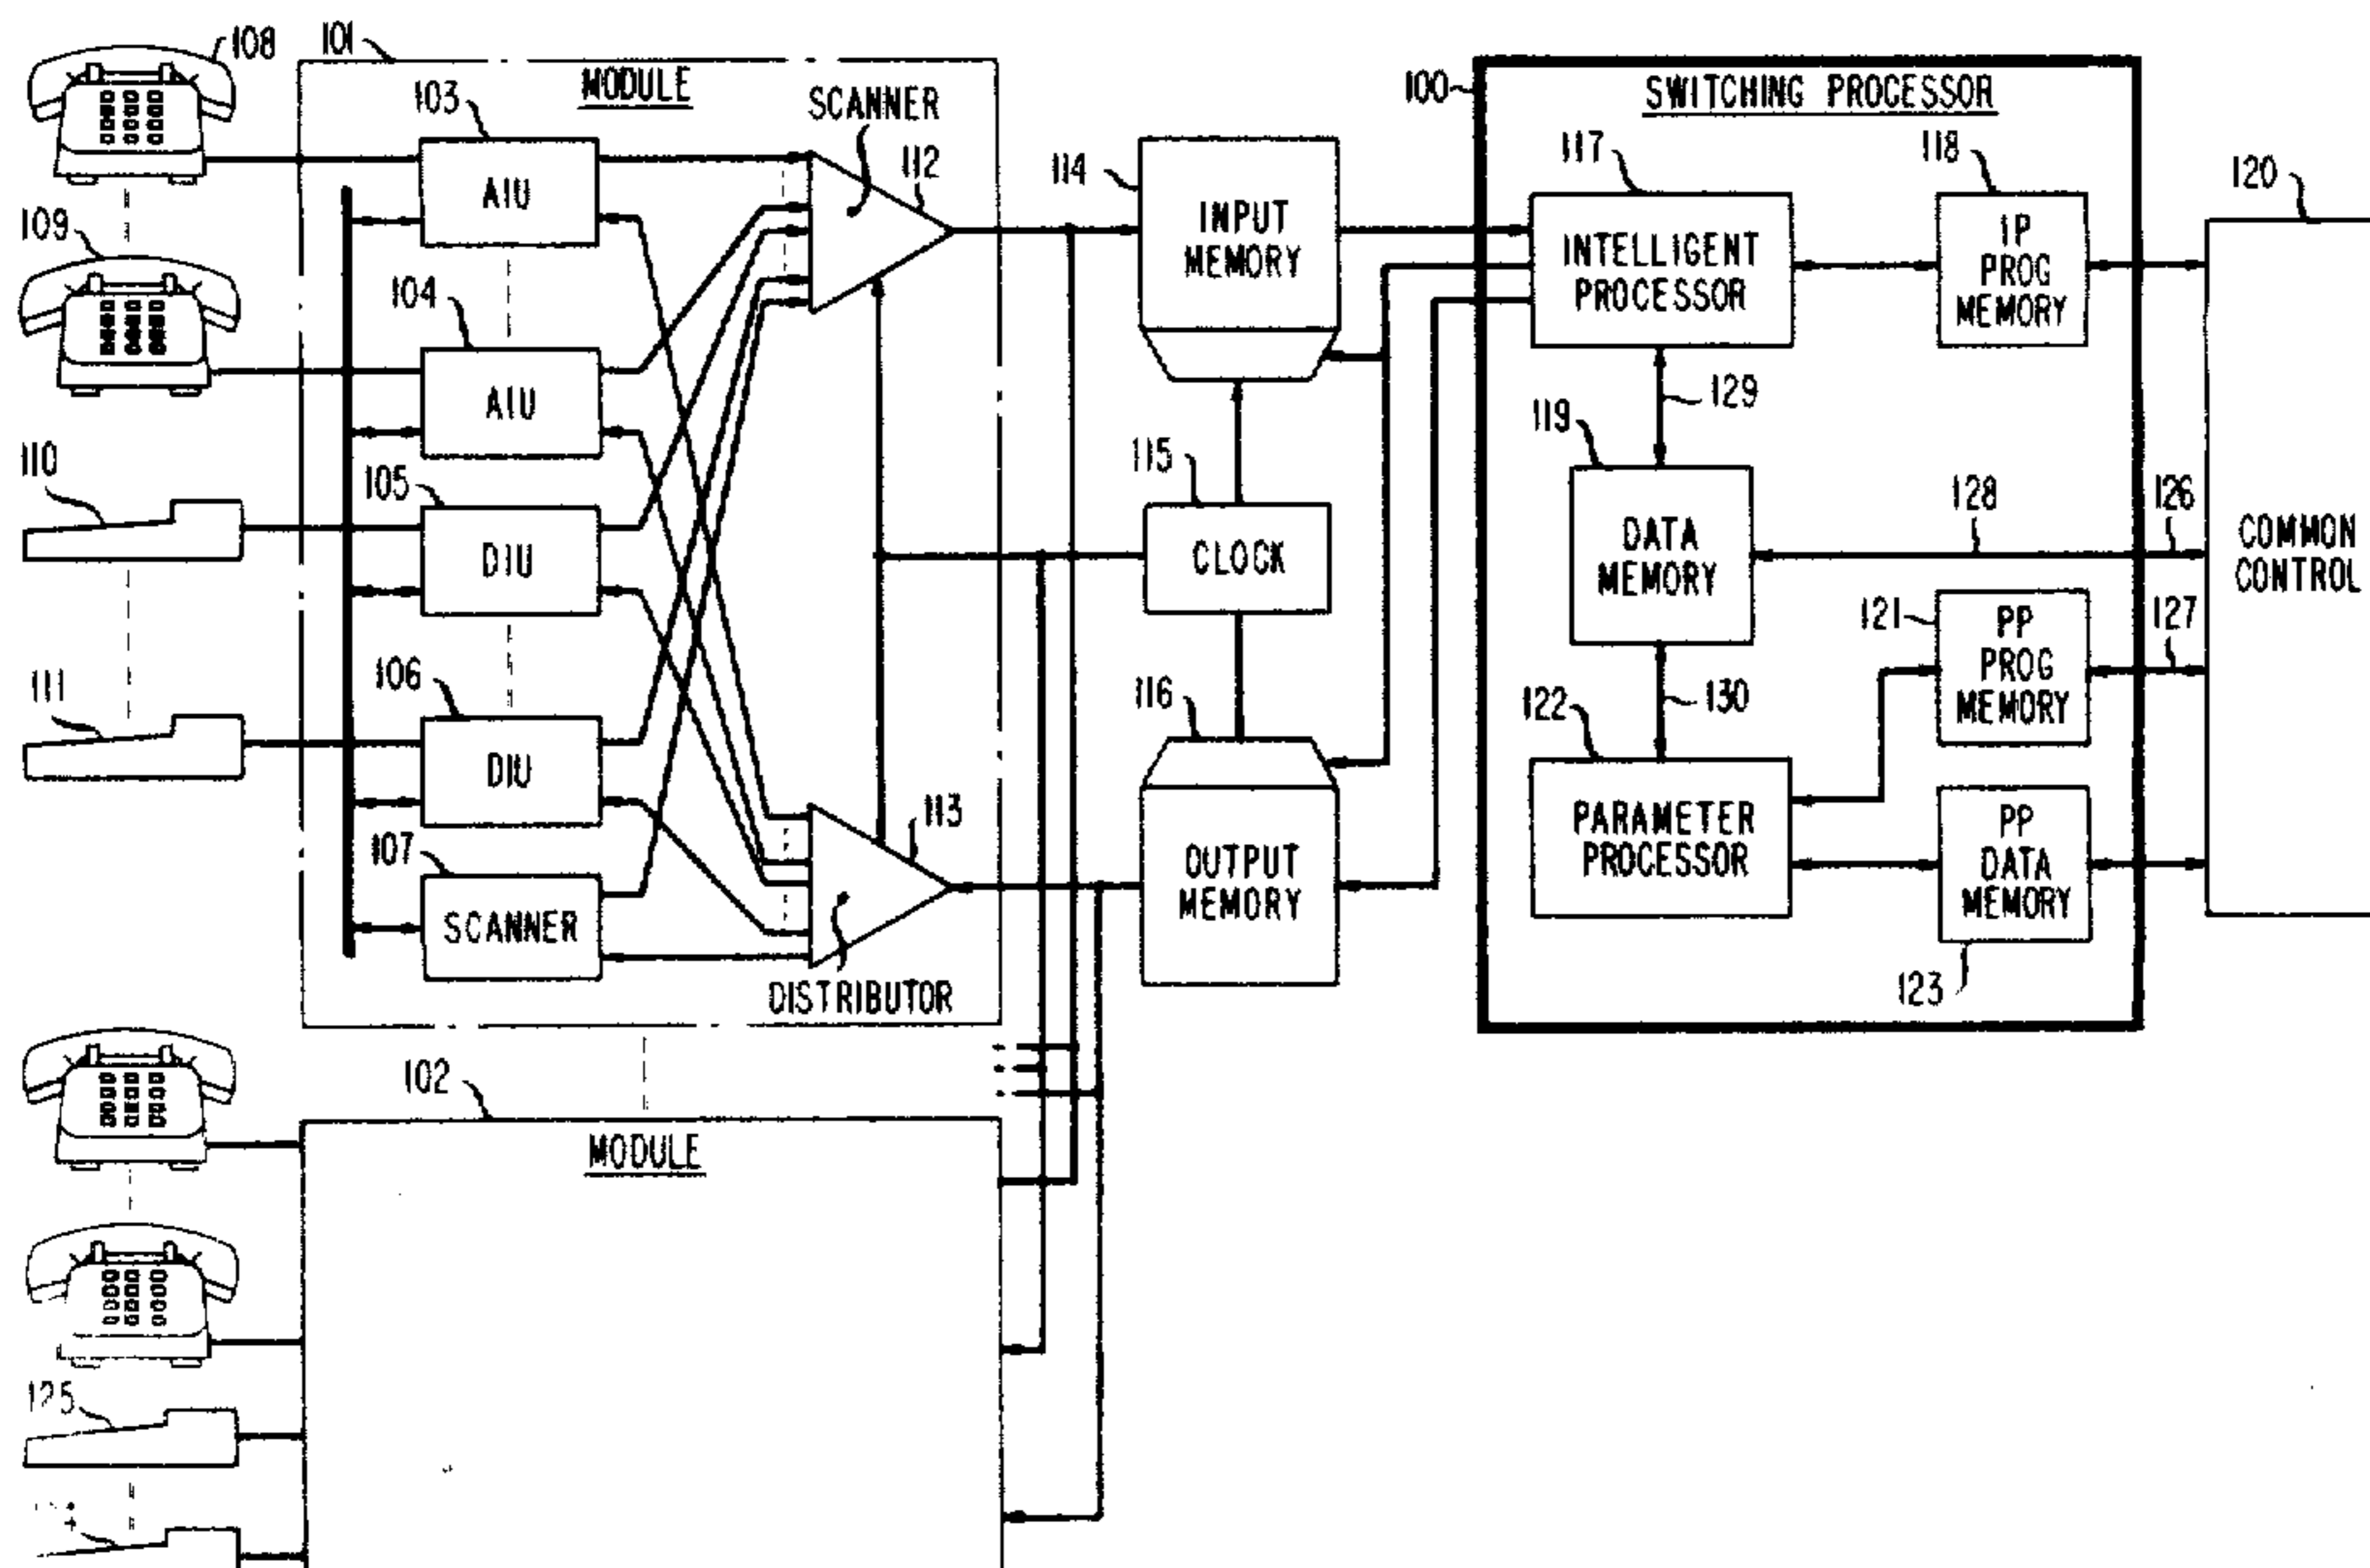 108
101
MODULE
103
SCANNER
112
AIU
109
104
AIU
110
105
DIU
111
106
DIU
107
SCANNER
113
DISTRIBUTOR
114
INPUT
MEMORY
115
CLOCK
116
OUTPUT
MEMORY
100
SWITCHING PROCESSOR
117
INTELLIGENT
PROCESSOR
118
IP
PROG
MEMORY
129
119
DATA
MEMORY
128
126
121
PP
PROG
MEMORY
127
130
122
PARAMETER
PROCESSOR
PP
DATA
MEMORY
123
120
COMMON
CONTROL
102
MODULE
125